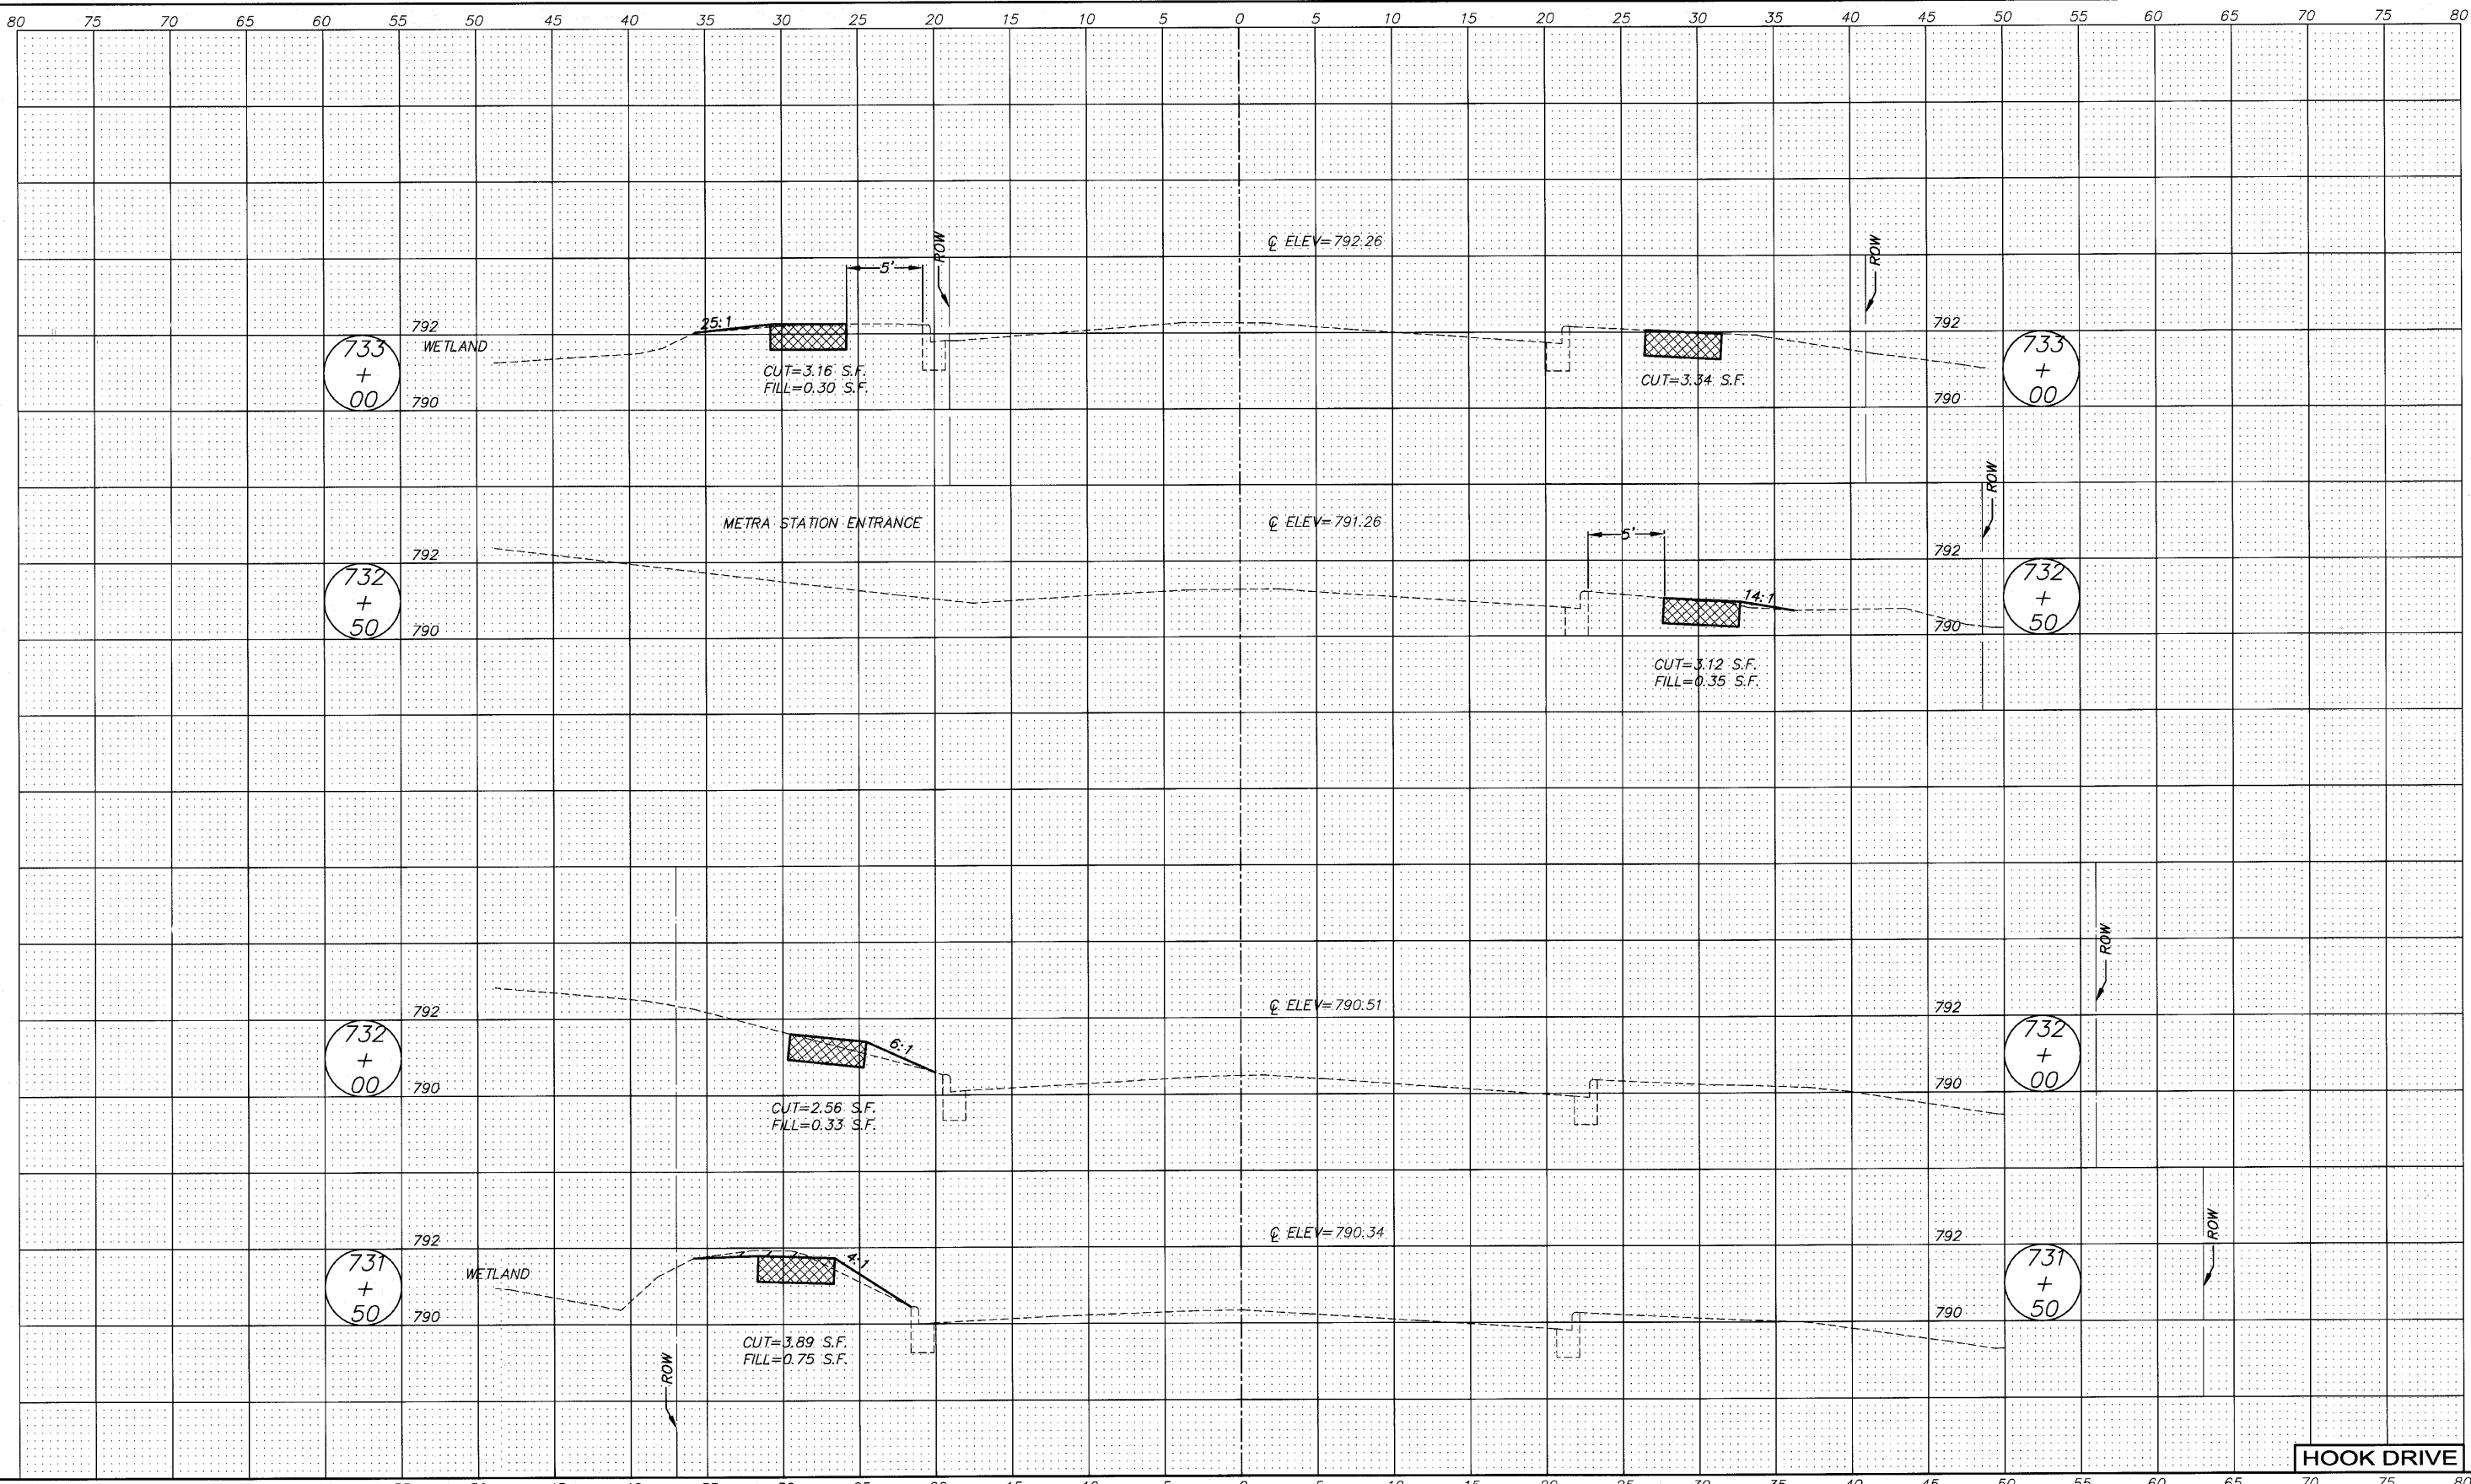 80 75 70 65 60 55 50 45 40 35 30 25 20 15 10 5 0 5 10 15 20 25 30 35 40 45 50 55 60 65 70 75 80
℄ ELEV=792.26
ROW
ROW
5'
25:1
792
792
WETLAND
733
+
00
733
+
00
CUT=3.16 S.F.
FILL=0.30 S.F.
CUT=3.34 S.F.
790
790
ROW
METRA STATION ENTRANCE
℄ ELEV=791.26
5'
792
792
732
+
50
732
+
50
14:1
790
790
CUT=3.12 S.F.
FILL=0.35 S.F.
ROW
℄ ELEV=790.51
792
792
732
+
00
732
+
00
6:1
790
790
CUT=2.56 S.F.
FILL=0.33 S.F.
ROW
℄ ELEV=790.34
792
792
731
+
50
731
+
50
WETLAND
4:1
790
790
CUT=3.89 S.F.
FILL=0.75 S.F.
ROW
HOOK DRIVE